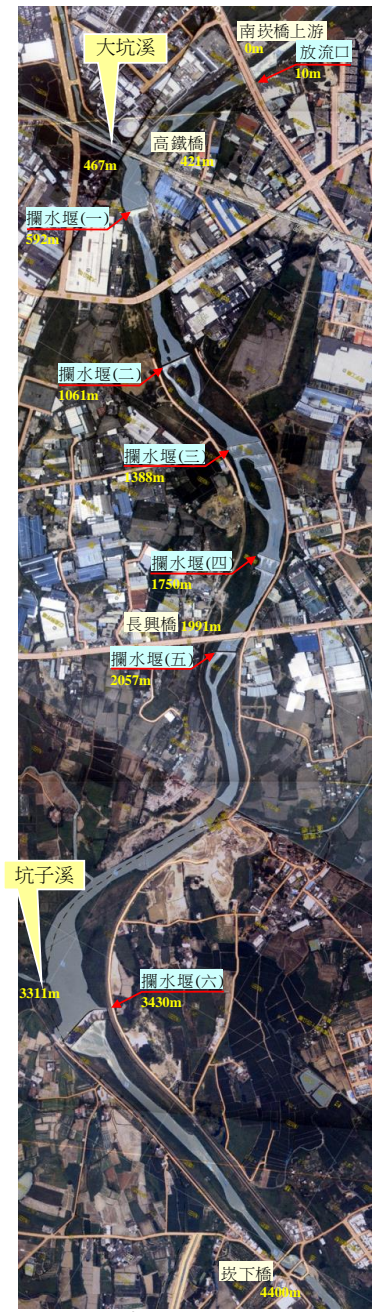 南崁橋上游
0m
放流口
10m
大坑溪
467m
高鐵橋
421m
攔水堰(一)
592m
攔水堰(二)
1061m
攔水堰(三)
1388m
攔水堰(四)
1750m
長興橋 1991m
攔水堰(五)
2057m
坑子溪
3311m
攔水堰(六)
3430m
崁下橋
4400m